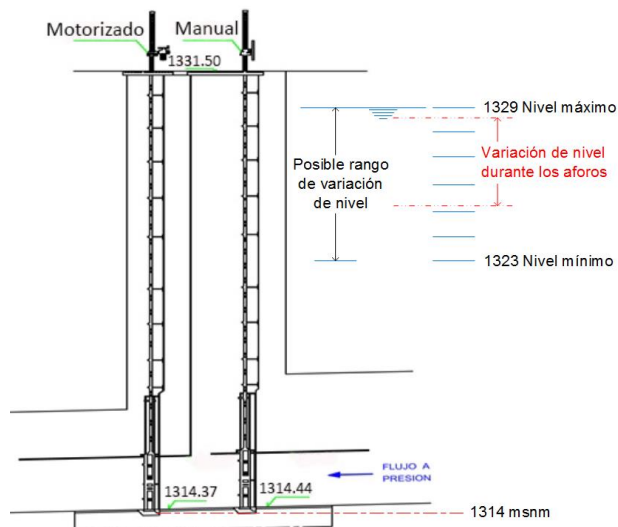 Motorizado
Manual
1331.50
1329 Nivel máximo
Posible rango
de variación
de nivel
Variación de nivel
durante los aforos
1323 Nivel mínimo
FLUJO A
PRESION
1314.37
1314.44
1314 msnm